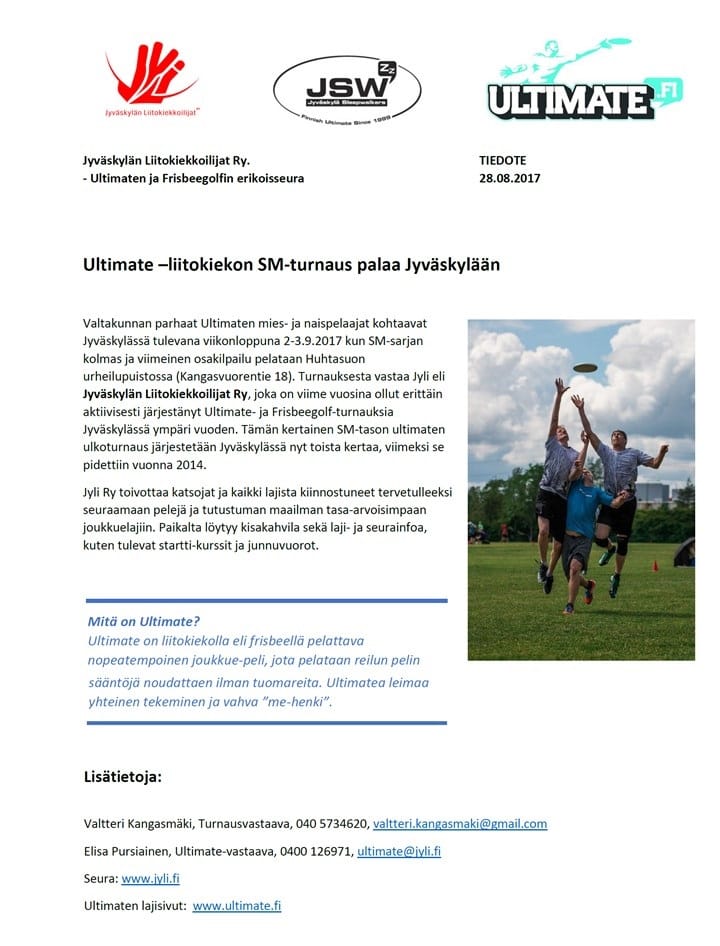 Jyväskylän Liitokiekkoilijat
JSW
ZZ
Jyväskylä Sleepwalkers
Finnish Ultimate Since 1999
ULTIMATE.FI
Jyväskylän Liitokiekkoilijat Ry.
- Ultimaten ja Frisbeegolfin erikoisseura
TIEDOTE
28.08.2017
Ultimate –liitokiekon SM-turnaus palaa Jyväskylään
Valtakunnan parhaat Ultimaten mies- ja naispelaajat kohtaavat
Jyväskylässä tulevana viikonloppuna 2-3.9.2017 kun SM-sarjan
kolmas ja viimeinen osakilpailu pelataan Huhtasuon
urheilupuistossa (Kangasvuorentie 18). Turnauksesta vastaa Jyli eli
Jyväskylän Liitokiekkoilijat Ry, joka on viime vuosina ollut erittäin
aktiivisesti järjestänyt Ultimate- ja Frisbeegolf-turnauksia
Jyväskylässä ympäri vuoden. Tämän kertainen SM-tason ultimaten
ulkoturnaus järjestetään Jyväskylässä nyt toista kertaa, viimeksi se
pidettiin vuonna 2014.
Jyli Ry toivottaa katsojat ja kaikki lajista kiinnostuneet tervetulleeksi
seuraamaan pelejä ja tutustuman maailman tasa-arvoisimpaan
joukkuelajiin. Paikalta löytyy kisakahvila sekä laji- ja seurainfoa,
kuten tulevat startti-kurssit ja junnuvuorot.
Mitä on Ultimate?
Ultimate on liitokiekolla eli frisbeellä pelattava
nopeatempoinen joukkue-peli, jota pelataan reilun pelin
sääntöjä noudattaen ilman tuomareita. Ultimatea leimaa
yhteinen tekeminen ja vahva ”me-henki”.
Lisätietoja:
Valtteri Kangasmäki, Turnausvastaava, 040 5734620, valtteri.kangasmaki@gmail.com
Elisa Pursiainen, Ultimate-vastaava, 0400 126971, ultimate@jyli.fi
Seura: www.jyli.fi
Ultimaten lajisivut: www.ultimate.fi